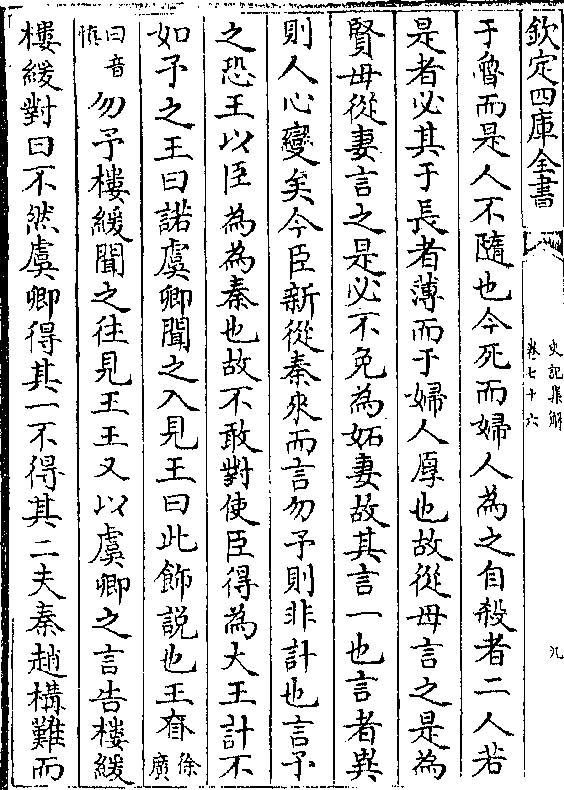 欽定四庫全書
史記集解
卷七十六
九
于魯而是人不隨也今死而婦人為之自殺者二人若
是者必其于長者薄而于婦人厚也故從母言之是為
賢母從妻言之是必不免為妬妻故其言一也言者異
則人心變矣今臣新從秦來而言勿予則非計也言予
之恐王以臣為為秦也故不敢對使臣得為大王計不
如予之王曰諾虞卿聞之入見王曰此飾説也王眘徐廣
曰音慎勿予樓緩聞之往見王王又以虞卿之言告樓緩
樓緩對曰不然虞卿得其一不得其二夫秦趙構難而